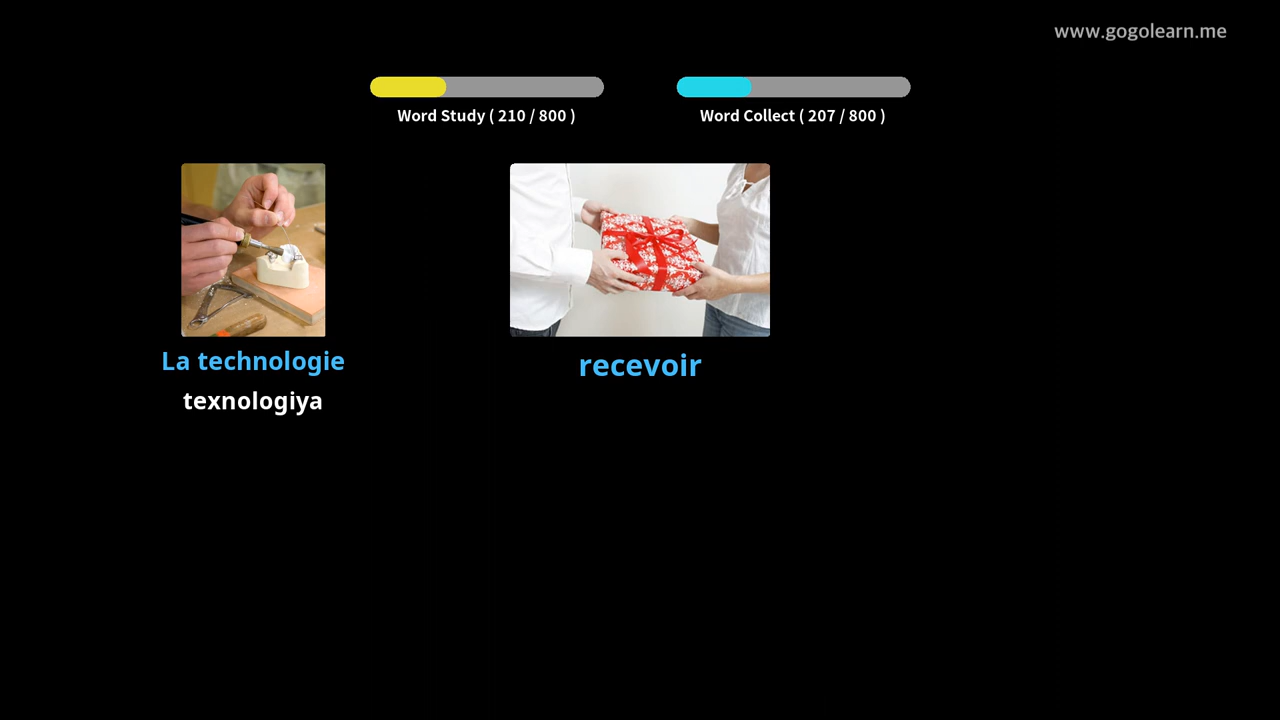 www.gogolearn.me
Word Study ( 210 / 800 )
Word Collect ( 207 / 800 )
La technologie
texnologiya
recevoir